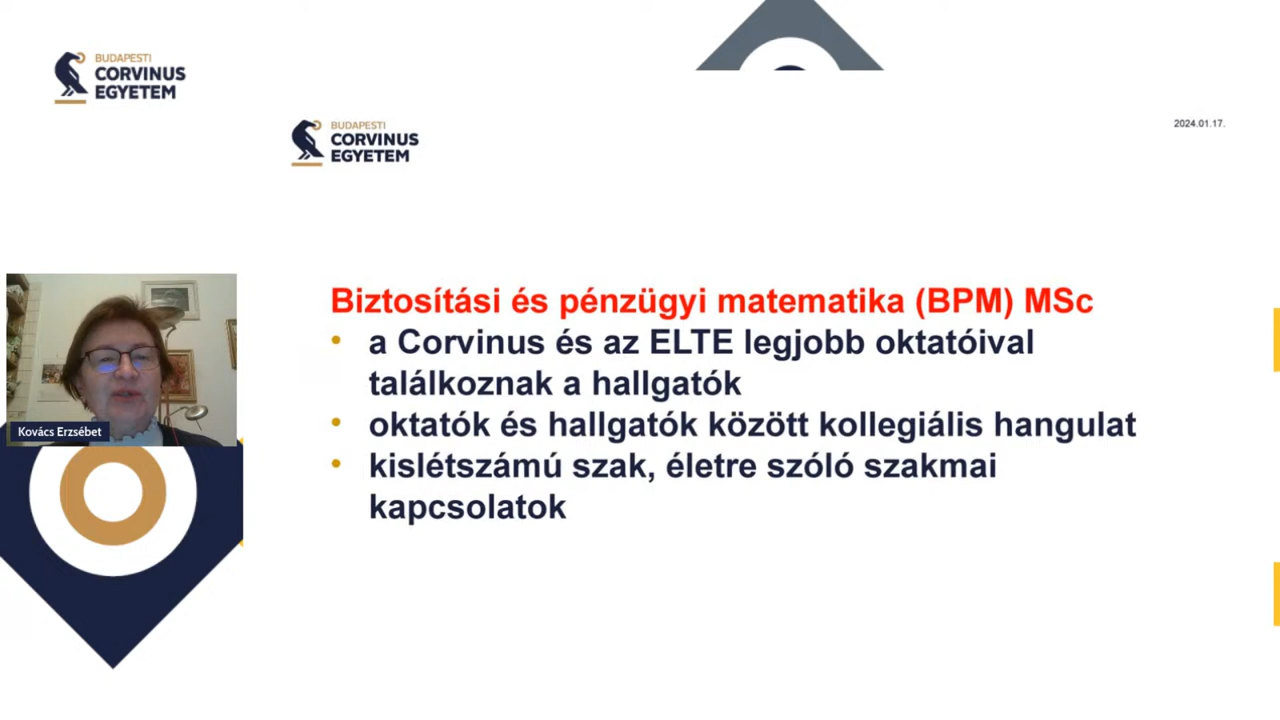 BUDAPESTI
CORVINUS
EGYETEM
BUDAPESTI
CORVINUS
EGYETEM
2024.01.17.
Biztosítási és pénzügyi matematika (BPM) MSc
• a Corvinus és az ELTE legjobb oktatóival
találkoznak a hallgatók
• oktatók és hallgatók között kollegiális hangulat
• kislétszámú szak, életre szóló szakmai
kapcsolatok
Kovács Erzsébet